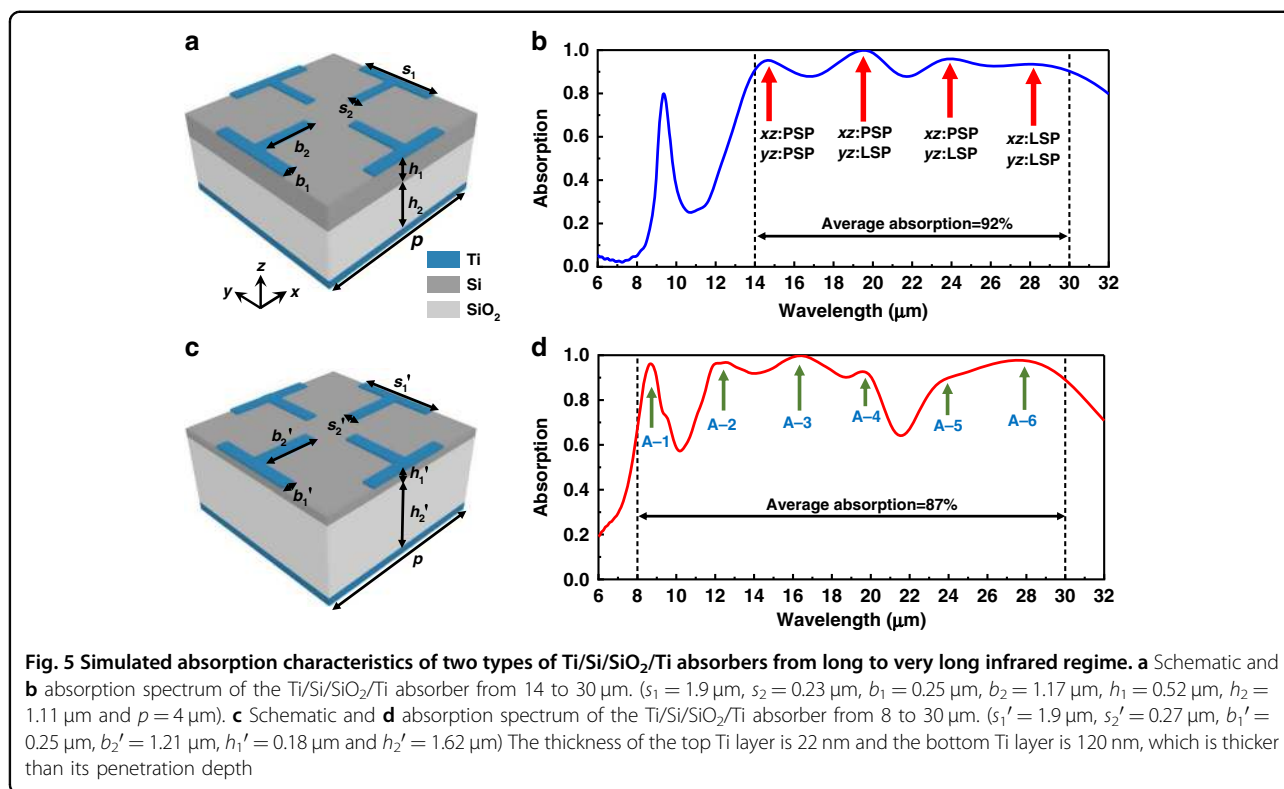 a
s₁
s₂
b₂
b₁
h₁
h₂
p
z
y
x
Ti
Si
SiO₂
b
1.0
0.8
0.6
0.4
0.2
0.0
Absorption
xz:PSP
yz:PSP
xz:PSP
yz:LSP
xz:PSP
yz:LSP
xz:LSP
yz:LSP
Average absorption=92%
6 8 10 12 14 16 18 20 22 24 26 28 30 32
Wavelength (μm)
c
s₁'
s₂'
b₂'
b₁'
h₁'
h₂'
p
d
1.0
0.8
0.6
0.4
0.2
0.0
Absorption
A–1
A–2
A–3
A–4
A–5
A–6
Average absorption=87%
6 8 10 12 14 16 18 20 22 24 26 28 30 32
Wavelength (μm)
Fig. 5 Simulated absorption characteristics of two types of Ti/Si/SiO₂/Ti absorbers from long to very long infrared regime. a Schematic and
b absorption spectrum of the Ti/Si/SiO₂/Ti absorber from 14 to 30 μm. (s₁ = 1.9 μm, s₂ = 0.23 μm, b₁ = 0.25 μm, b₂ = 1.17 μm, h₁ = 0.52 μm, h₂ =
1.11 μm and p = 4 μm). c Schematic and d absorption spectrum of the Ti/Si/SiO₂/Ti absorber from 8 to 30 μm. (s₁′ = 1.9 μm, s₂′ = 0.27 μm, b₁′ =
0.25 μm, b₂′ = 1.21 μm, h₁′ = 0.18 μm and h₂′ = 1.62 μm) The thickness of the top Ti layer is 22 nm and the bottom Ti layer is 120 nm, which is thicker
than its penetration depth